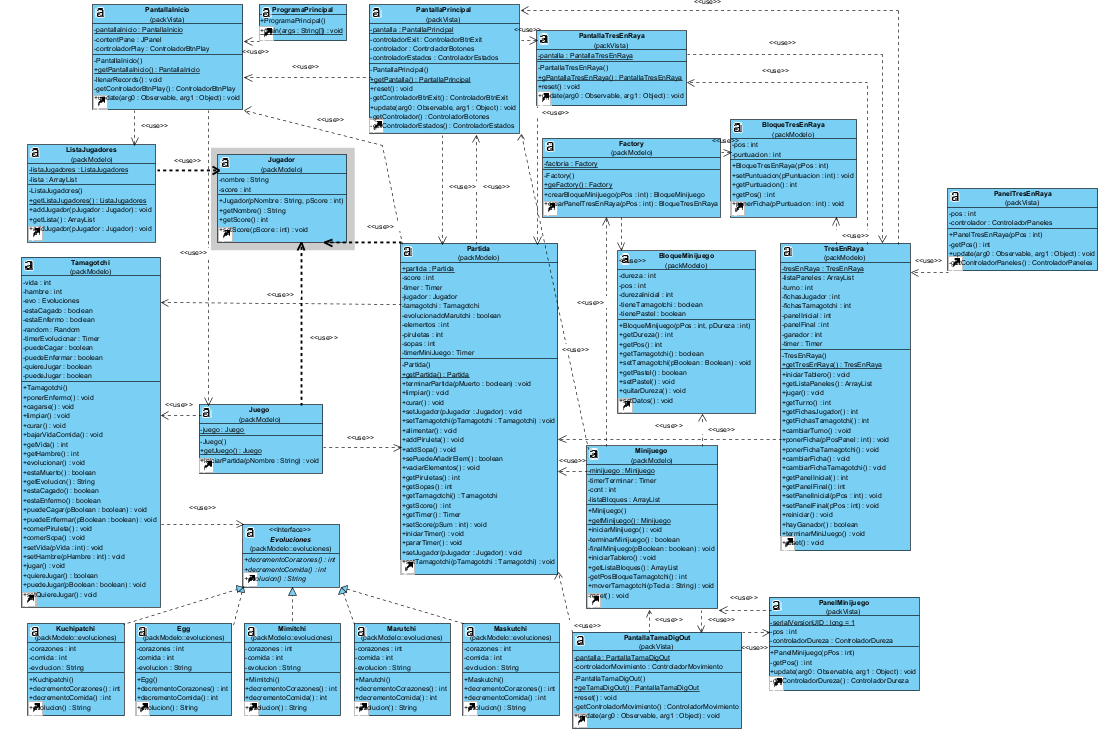 PantallaInicio
(packVista)
-pantallaInicio : PantallaInicio
-contentPane : JPanel
-controladorPlay : ControladorBtnPlay
-PantallaInicio()
+getPantallaInicio() : PantallaInicio
-llenarRecords() : void
-getControladorBtnPlay() : ControladorBtnPlay
update(arg0 : Observable, arg1 : Object) : void
ProgramaPrincipal
+ProgramaPrincipal()
(args : String[]) : void
PantallaPrincipal
(packVista)
-pantalla : PantallaPrincipal
-controladorExit : ControladorBtnExit
-controlador : ControladorBotones
-controladorEstados : ControladorEstados
-PantallaPrincipal()
+getPantalla() : PantallaPrincipal
+reset() : void
-getControladorBtnExit() : ControladorBtnExit
+update(arg0 : Observable, arg1 : Object) : void
-getControlador() : ControladorBotones
ControladorEstados() : ControladorEstados
PantallaTresEnRaya
(packVista)
-pantalla : PantallaTresEnRaya
-PantallaTresEnRaya()
+gPantallaTresEnRaya() : PantallaTresEnRaya
+reset() : void
update(arg0 : Observable, arg1 : Object) : void
BloqueTresEnRaya
(packModelo)
-pos : int
-puntuacion : int
+BloqueTresEnRaya(pPos : int)
+setPuntuacion(pPuntuacion : int) : void
+getPuntuacion() : int
+getPos() : int
ponerFicha(pPuntuacion : int) : void
Factory
(packModelo)
-factoria : Factory
-Factory()
+geFactory() : Factory
+crearBloqueMinijuego(pPos : int) : BloqueMinijuego
PanelTresEnRaya(pPos : int) : BloqueTresEnRaya
ListaJugadores
(packModelo)
-listaJugadores : ListaJugadores
-lista : ArrayList
-ListaJugadores()
+getListaJugadores() : ListaJugadores
+addJugador(pJugador : Jugador) : void
+getLista() : ArrayList
Jugador(pJugador : Jugador) : void
Jugador
(packModelo)
-nombre : String
-score : int
+Jugador(pNombre : String, pScore : int)
+getNombre() : String
+getScore() : int
setScore(pScore : int) : void
PanelTresEnRaya
(packVista)
-pos : int
-controlador : ControladorPaneles
+PanelTresEnRaya(pPos : int)
-getPos() : int
+update(arg0 : Observable, arg1 : Object) : void
ControladorPaneles() : ControladorPaneles
Tamagotchi
(packModelo)
-vida : int
-hambre : int
-evo : Evoluciones
-estaCagado : boolean
-estaEnfermo : boolean
-random : Random
-timerEvolucionar : Timer
-puedeCagar : boolean
-puedeEnfermar : boolean
-quiereJugar : boolean
-puedeJugar : boolean
+Tamagotchi()
+ponerEnfermo() : void
+cagarse() : void
+limpiar() : void
+curar() : void
+bajarVidaComida() : void
+getVida() : int
+getHambre() : int
+evolucionar() : void
+estaMuerto() : boolean
+getEvolucion() : String
+estaCagado() : boolean
+estaEnfermo() : boolean
+puedeCagar(pBoolean : boolean) : void
+puedeEnfermar(pBoolean : boolean) : void
+comerPiruleta() : void
+comerSopa() : void
+setVida(pVida : int) : void
+setHambre(pHambre : int) : void
+jugar() : void
+quiereJugar() : boolean
+puedeJugar(pBoolean : boolean) : void
QuiereJugar() : void
Partida
(packModelo)
+partida : Partida
-score : int
-timer : Timer
-jugador : Jugador
-tamagotchi : Tamagotchi
-evolucionadoMarutchi : boolean
-elementos : int
-piruletas : int
-sopas : int
-timerMiniJuego : Timer
-Partida()
+getPartida() : Partida
+terminarPartida(pMuerto : boolean) : void
+limpiar() : void
+curar() : void
+setJugador(pJugador : Jugador) : void
+setTamagotchi(pTamagotchi : Tamagotchi) : void
+alimentar() : void
+addPiruleta() : void
+addSopa() : void
+sePuedeAñadirElem() : boolean
+vaciarElementos() : void
+getPiruletas() : int
+getSopas() : int
+getTamagotchi() : Tamagotchi
+getScore() : int
+getTimer() : Timer
+setScore(pSum : int) : void
+iniciarTimer() : void
+pararTimer() : void
+setJugador(pJugador : Jugador) : void
+setTamagotchi(pTamagotchi : Tamagotchi) : void
BloqueMinijuego
(packModelo)
-dureza : int
-pos : int
-durezaInicial : int
-tieneTamagotchi : boolean
-tienePastel : boolean
+BloqueMinijuego(pPos : int, pDureza : int)
+getDureza() : int
+getPos() : int
+getTamagotchi() : boolean
+setTamagotchi(pBoolean : Boolean) : void
+getPastel() : boolean
+setPastel() : void
+quitarDureza() : void
setDatos() : void
TresEnRaya
(packModelo)
-tresEnRaya : TresEnRaya
-listaPaneles : ArrayList
-turno : int
-fichasJugador : int
-fichasTamagotchi : int
-panelInicial : int
-panelFinal : int
-ganador : int
-timer : Timer
-TresEnRaya()
+getTresEnRaya() : TresEnRaya
+iniciarTablero() : void
+getListaPaneles() : ArrayList
+jugar() : void
+getTurno() : int
+getFichasJugador() : int
+getFichasTamagotchi() : int
+cambiarTurno() : void
+ponerFicha(pPosPanel : int) : void
+ponerFichaTamagotchi() : void
+cambiarFicha() : void
+cambiarFichaTamagotchi() : void
+getPanelInicial() : int
+getPanelFinal() : int
+setPanelInicial(pPos : int) : void
+setPanelFinal(pPos : int) : void
+reiniciar() : void
+hayGanador() : boolean
+terminarMiniJuego() : void
reset() : void
Juego
(packModelo)
-juego : Juego
-Juego()
+getJuego() : Juego
iniciarPartida(pNombre : String) : void
Minijuego
(packModelo)
-minijuego : Minijuego
-timerTerminar : Timer
-cont : int
-listaBloques : ArrayList
+Minijuego()
+getMinijuego() : Minijuego
+iniciarMinijuego() : void
-terminarMinijuego() : boolean
-finalMinijuego(pBoolean : boolean) : void
+iniciarTablero() : void
+getListaBloques() : ArrayList
-getPosBloqueTamagotchi() : int
+moverTamagotchi(pTecla : String) : void
reset() : void
<<Interface>>
Evoluciones
(packModelo::evoluciones)
+decrementoCorazones() : int
+decrementoComida() : int
evolucion() : String
Kuchipatchi
(packModelo::evoluciones)
-corazones : int
-comida : int
-evolucion : String
+Kuchipatchi()
+decrementoCorazones() : int
+decrementoComida() : int
evolucion() : String
Egg
(packModelo::evoluciones)
-corazones : int
-comida : int
-evolucion : String
+Egg()
+decrementoCorazones() : int
+decrementoComida() : int
evolucion() : String
Mimitchi
(packModelo::evoluciones)
-corazones : int
-comida : int
-evolucion : String
+Mimitchi()
+decrementoCorazones() : int
+decrementoComida() : int
evolucion() : String
Marutchi
(packModelo::evoluciones)
-corazones : int
-comida : int
-evolucion : String
+Marutchi()
+decrementoCorazones() : int
+decrementoComida() : int
evolucion() : String
Maskutchi
(packModelo::evoluciones)
-corazones : int
-comida : int
-evolucion : String
+Maskutchi()
+decrementoCorazones() : int
+decrementoComida() : int
evolucion() : String
PantallaTamaDigOut
(packVista)
-pantalla : PantallaTamaDigOut
-controladorMovimiento : ControladorMovimiento
-PantallaTamaDigOut()
+geTamaDigOut() : PantallaTamaDigOut
+reset() : void
-getControladorMovimiento() : ControladorMovimiento
update(arg0 : Observable, arg1 : Object) : void
PanelMinijuego
(packVista)
-serialVersionUID : long = 1
-pos : int
-controladorDureza : ControladorDureza
+PanelMinijuego(pPos : int)
-getPos() : int
+update(arg0 : Observable, arg1 : Object) : void
ControladorDureza() : ControladorDureza
<<use>>
<<use>>
<<use>>
<<use>>
<<use>>
<<use>>
<<use>>